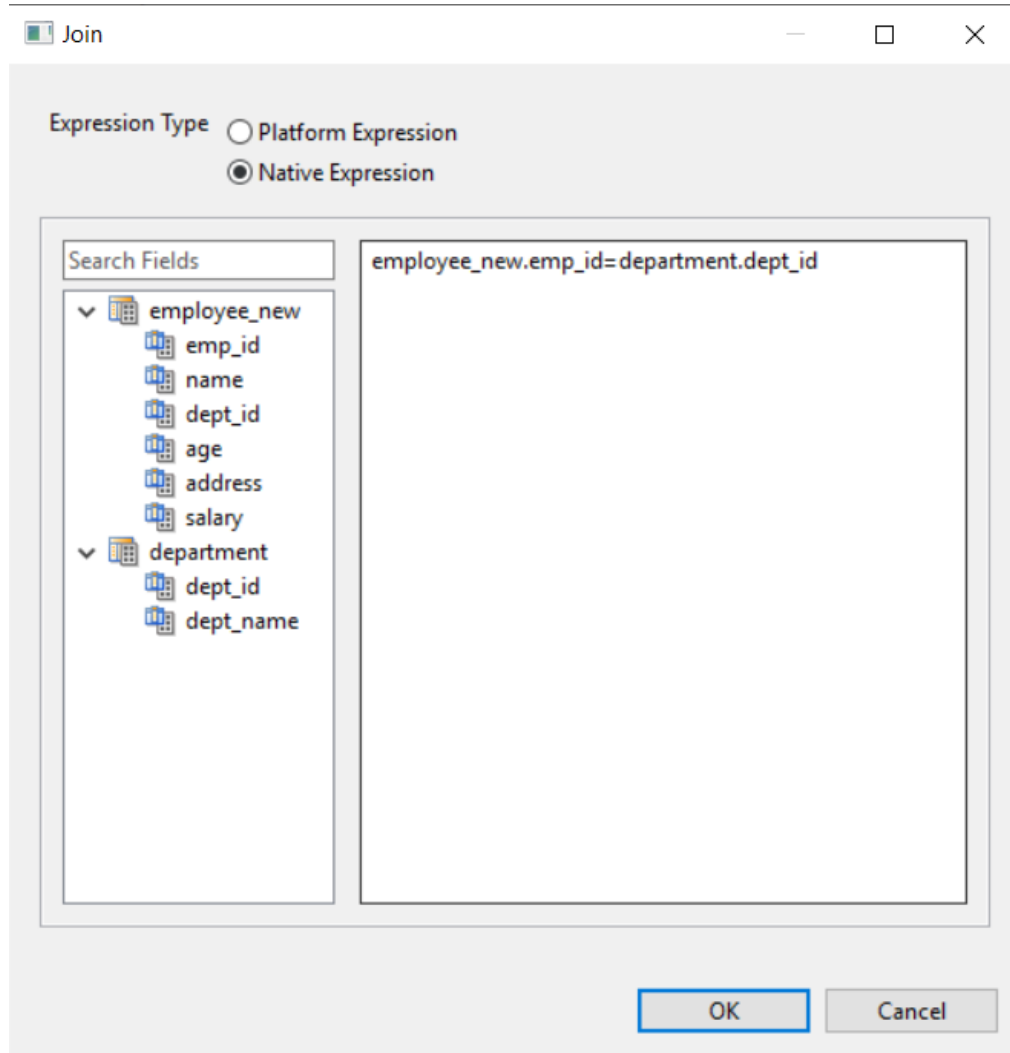 Join
Expression Type
Platform Expression
Native Expression
Search Fields
employee_new
emp_id
name
dept_id
age
address
salary
department
dept_id
dept_name
employee_new.emp_id=department.dept_id
OK
Cancel